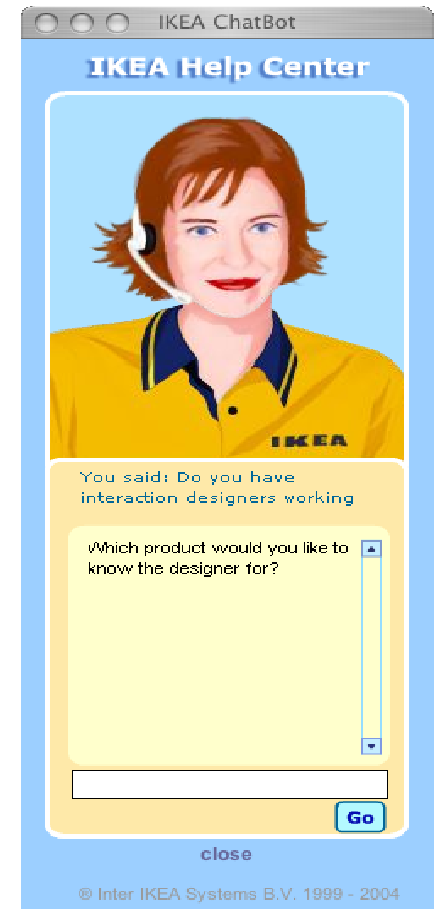 IKEA ChatBot
IKEA Help Center
IKEA
You said: Do you have
interaction designers working
Which product would you like to
know the designer for?
Go
close
® Inter IKEA Systems B.V. 1999 - 2004